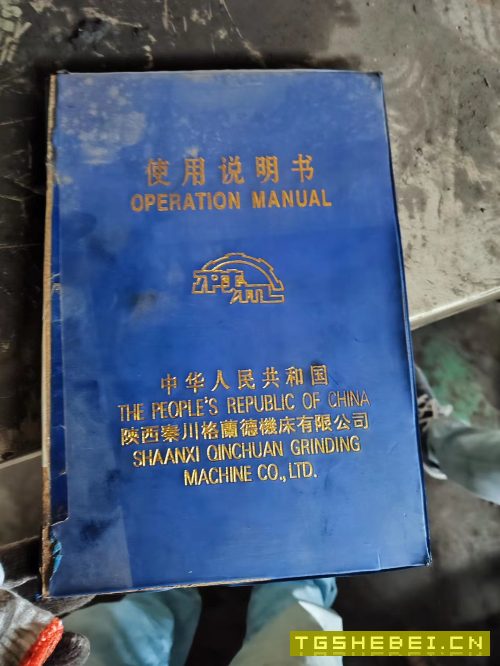 使用说明书
OPERATION MANUAL
中华人民共和国
THE PEOPLE'S REPUBLIC OF CHINA
陝西秦川格蘭德機床有限公司
SHAANXI QINCHUAN GRINDING
MACHINE CO., LTD.
TGSHEBEI.CN